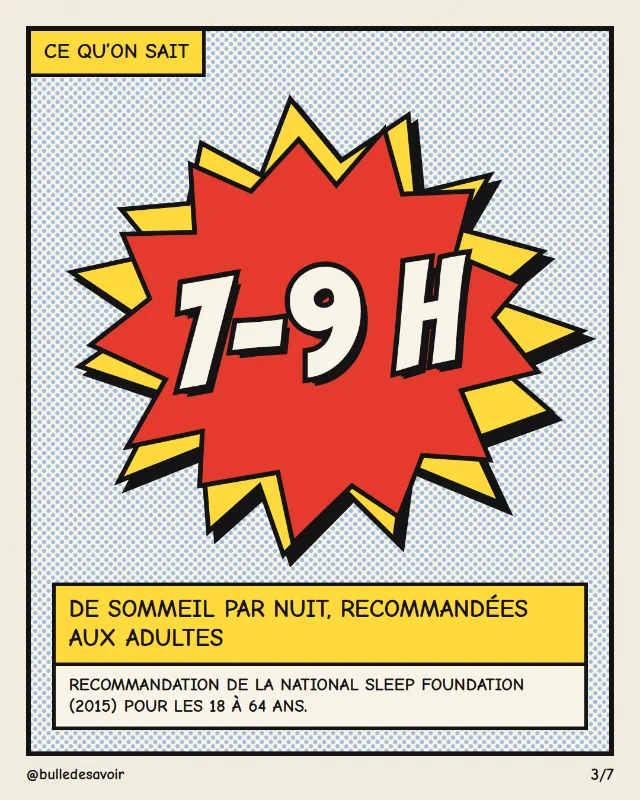 CE QU'ON SAIT
7–9 H
DE SOMMEIL PAR NUIT, RECOMMANDÉES
AUX ADULTES
RECOMMANDATION DE LA NATIONAL SLEEP FOUNDATION
(2015) POUR LES 18 À 64 ANS.
@bulledesavoir
3/7